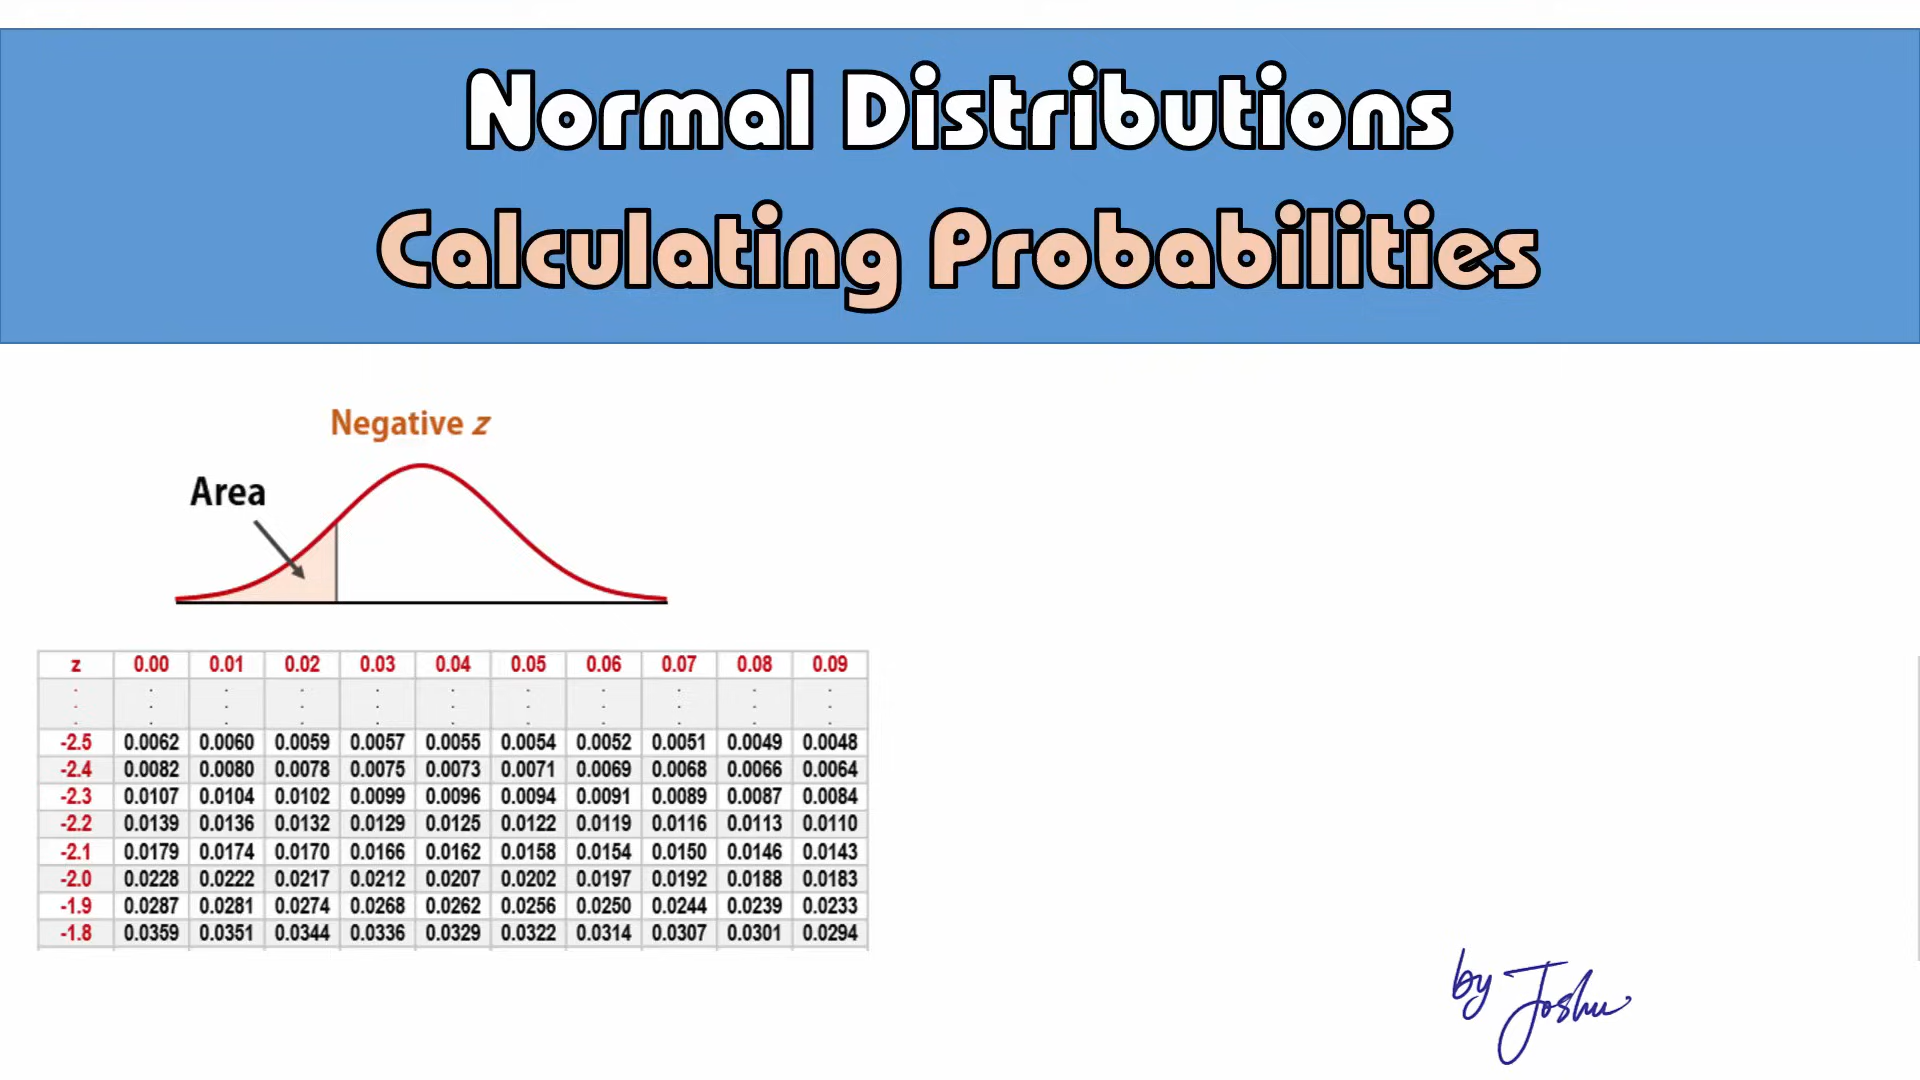 Normal Distributions
Calculating Probabilities
Negative z
Area
z 0.00 0.01 0.02 0.03 0.04 0.05 0.06 0.07 0.08 0.09
. . . . . . . . . . .
. . . . . . . . . . .
. . . . . . . . . . .
-2.5 0.0062 0.0060 0.0059 0.0057 0.0055 0.0054 0.0052 0.0051 0.0049 0.0048
-2.4 0.0082 0.0080 0.0078 0.0075 0.0073 0.0071 0.0069 0.0068 0.0066 0.0064
-2.3 0.0107 0.0104 0.0102 0.0099 0.0096 0.0094 0.0091 0.0089 0.0087 0.0084
-2.2 0.0139 0.0136 0.0132 0.0129 0.0125 0.0122 0.0119 0.0116 0.0113 0.0110
-2.1 0.0179 0.0174 0.0170 0.0166 0.0162 0.0158 0.0154 0.0150 0.0146 0.0143
-2.0 0.0228 0.0222 0.0217 0.0212 0.0207 0.0202 0.0197 0.0192 0.0188 0.0183
-1.9 0.0287 0.0281 0.0274 0.0268 0.0262 0.0256 0.0250 0.0244 0.0239 0.0233
-1.8 0.0359 0.0351 0.0344 0.0336 0.0329 0.0322 0.0314 0.0307 0.0301 0.0294
by Joshu